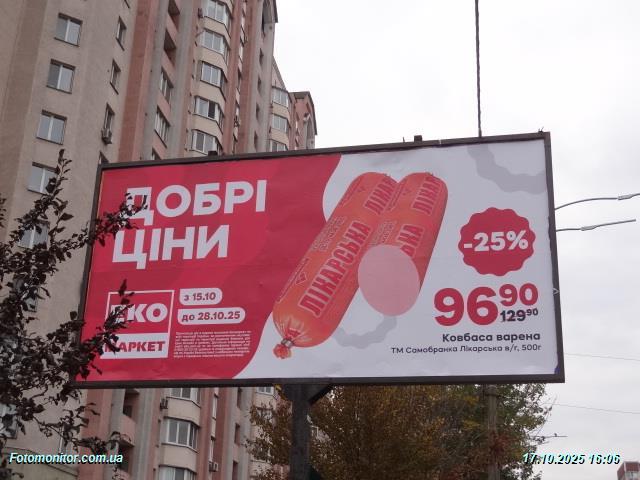 ДОБРІ
ЦІНИ
ЕКО
МАРКЕТ
з 15.10
до 28.10.25
ЛІКАРСЬКА
ЛІКАРСЬКА
-25%
96 90
129 90
Ковбаса варена
ТМ Самобранка Лікарська в/г, 500г
Fotomonitor.com.ua
17.10.2025 16:06